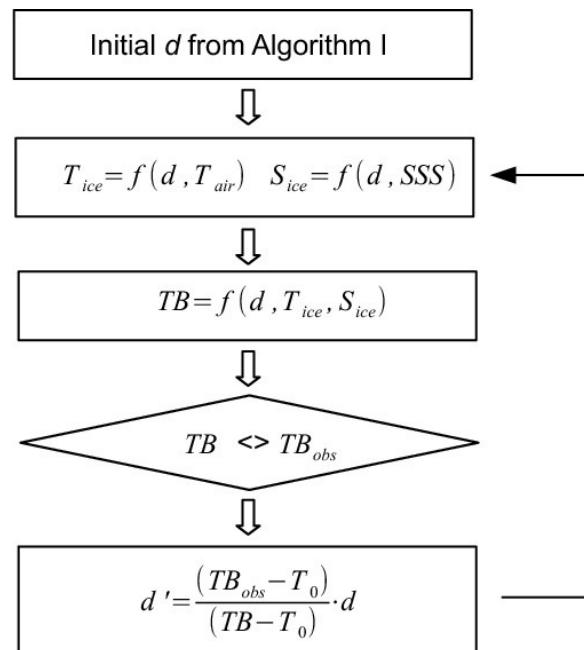 Initial d from Algorithm I
T_ice=f(d,T_air) S_ice=f(d,SSS)
TB=f(d,T_ice,S_ice)
TB <> TB_obs
d'=(TB_obs−T_0)/(TB−T_0)·d